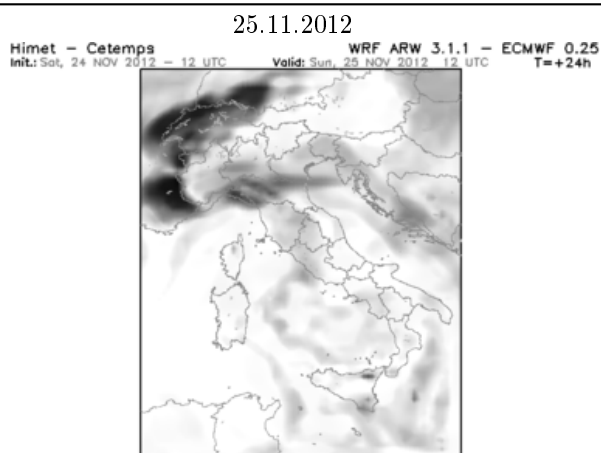 25.11.2012
Himet – Cetemps WRF ARW 3.1.1 – ECMWF 0.25
Init.: Sat, 24 NOV 2012 – 12 UTC Valid: Sun, 25 NOV 2012 12 UTC T=+24h